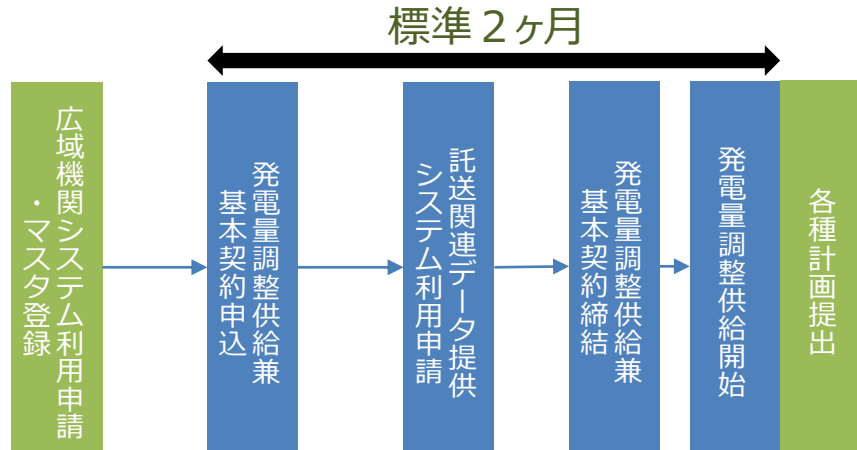 標準２ヶ月
広域機関システム利用申請
・マスタ登録
発電量調整供給兼
基本契約申込
託送関連データ提供
システム利用申請
発電量調整供給兼
基本契約締結
発電量調整供給開始
各種計画提出